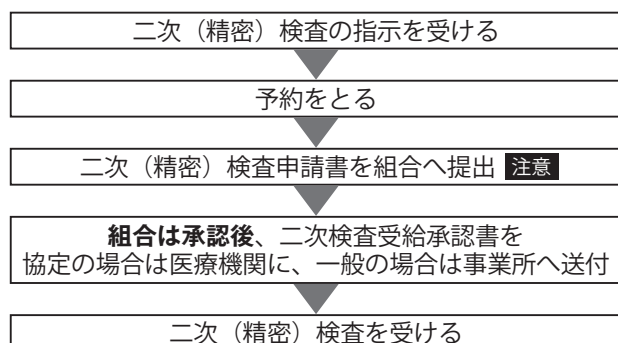 二次（精密）検査の指示を受ける
予約をとる
二次（精密）検査申請書を組合へ提出 注意
組合は承認後、二次検査受給承認書を
協定の場合は医療機関に、一般の場合は事業所へ送付
二次（精密）検査を受ける